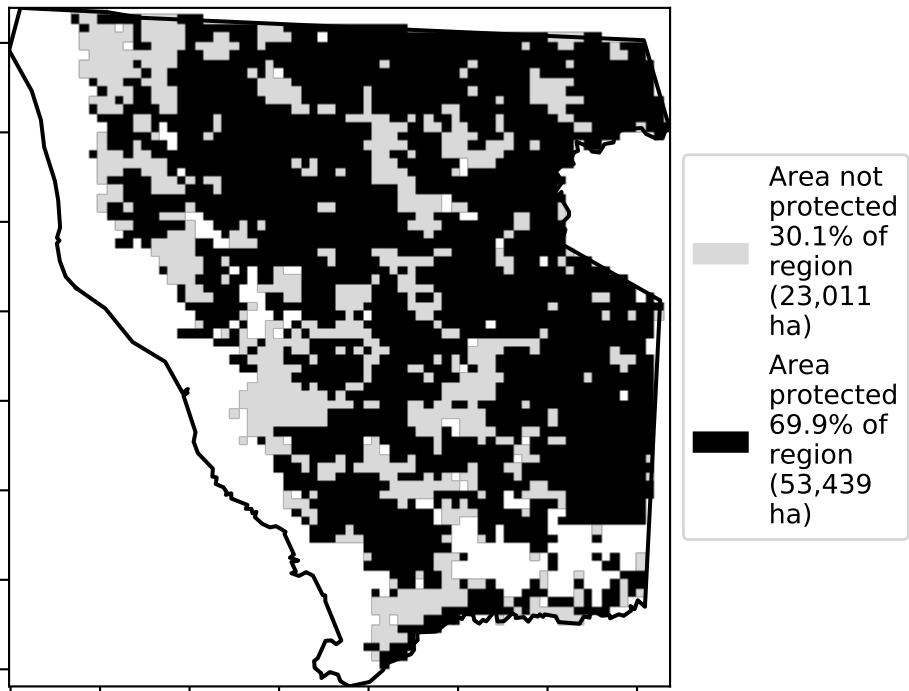 Area not
protected
30.1% of
region
(23,011
ha)
Area
protected
69.9% of
region
(53,439
ha)